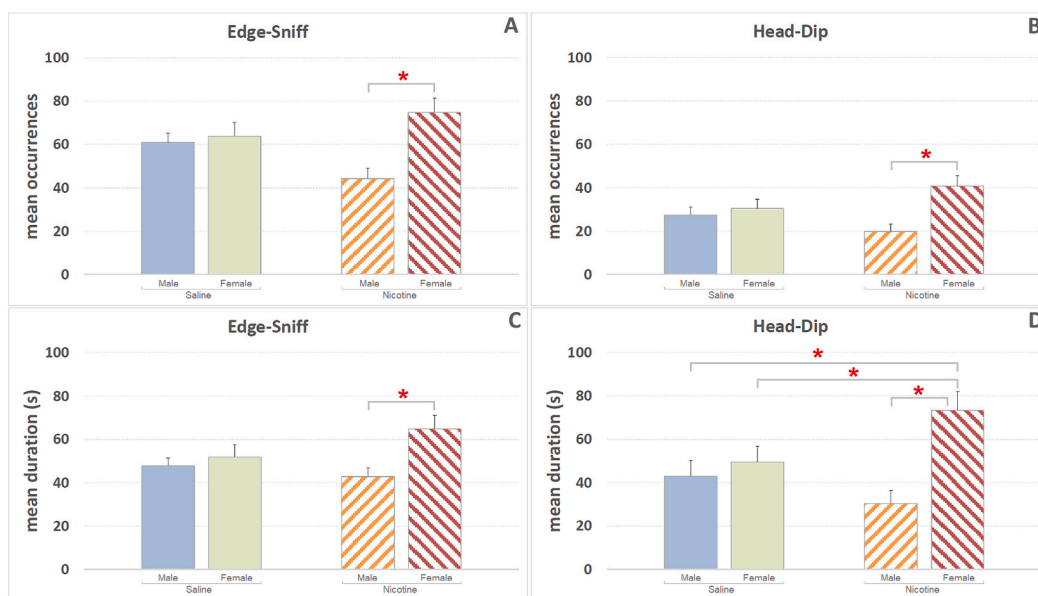 Edge-Sniff
A
mean occurrences
100
80
60
40
20
0
*
Male Female Male Female
Saline Nicotine
Head-Dip
B
mean occurrences
100
80
60
40
20
0
*
Male Female Male Female
Saline Nicotine
Edge-Sniff
C
mean duration (s)
100
80
60
40
20
0
*
Male Female Male Female
Saline Nicotine
Head-Dip
D
mean duration (s)
100
80
60
40
20
0
*
*
*
Male Female Male Female
Saline Nicotine